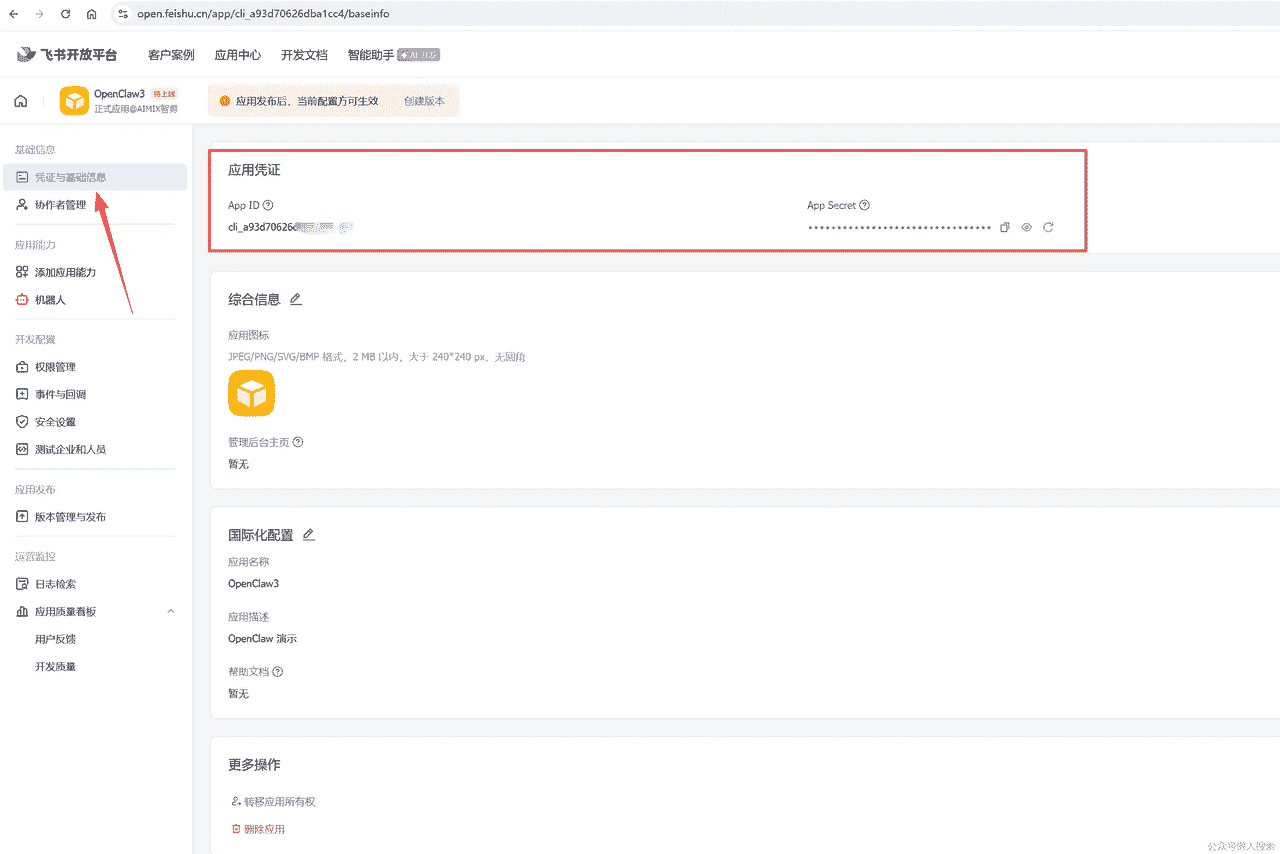 open.feishu.cn/app/cli_a93d70626dba1cc4/baseinfo
飞书开放平台 客户案例 应用中心 开发文档 智能助手
OpenClaw3 待上线
正式应用@AIMIX智剪
应用发布后，当前配置方可生效 创建版本
基础信息
凭证与基础信息
协作者管理
应用能力
添加应用能力
机器人
开发配置
权限管理
事件与回调
安全设置
测试企业和人员
应用发布
版本管理与发布
运营监控
日志检索
应用质量看板
用户反馈
开发质量
应用凭证
App ID App Secret
cli_a93d70626d
综合信息
应用图标
JPEG/PNG/SVG/BMP 格式，2 MB 以内，大于 240*240 px，无圆角
管理后台主页
暂无
国际化配置
应用名称
OpenClaw3
应用描述
OpenClaw 演示
帮助文档
暂无
更多操作
转移应用所有权
删除应用
公众号懒人搜索